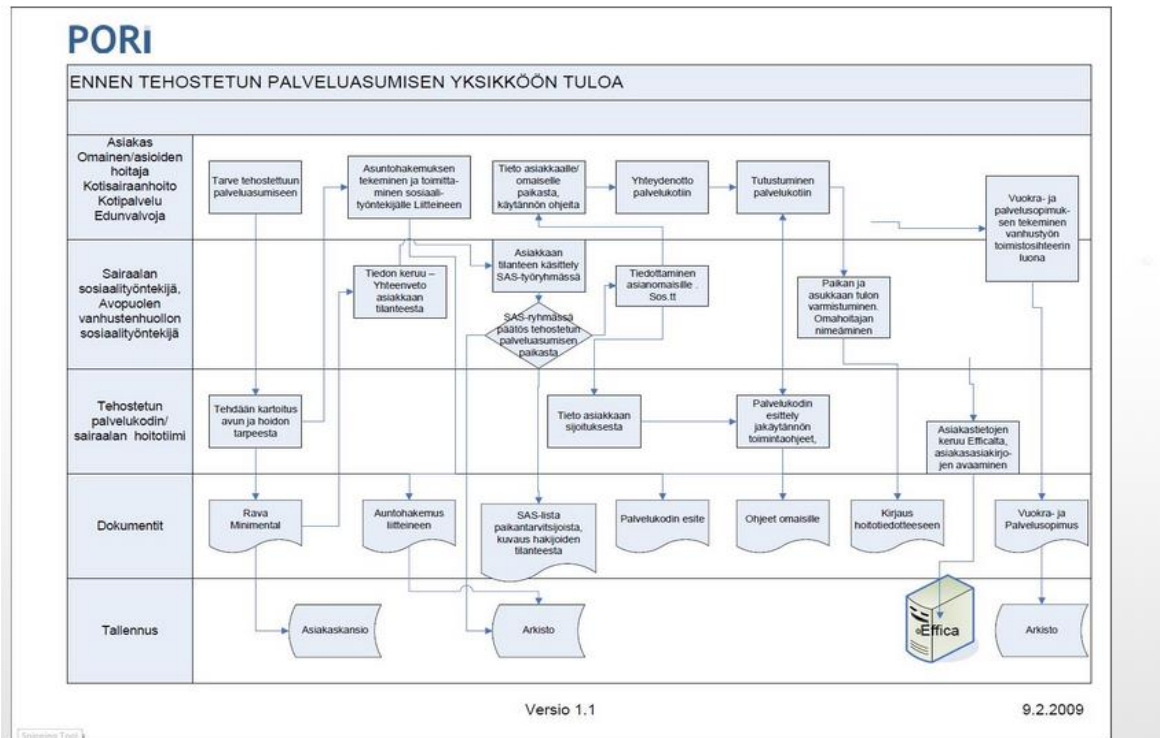 PORI
ENNEN TEHOSTETUN PALVELUASUMISEN YKSIKKÖÖN TULOA
Asiakas
Omainen/asioiden
hoitaja
Kotisairaanhoito
Kotipalvelu
Edunvalvoja
Tarve tehostettuun
palveluasumiseen
Asuntohakemuksen
tekeminen ja toimitta-
minen sosiaali-
työntekijälle Liitteineen
Tieto asiakkaalle/
omaiselle
paikasta,
käytännön ohjeita
Yhteydenotto
palvelukotiin
Tutustuminen
palvelukotiin
Vuokra- ja
palvelusopimuk-
sen tekeminen
vanhustyön
toimistosihteerin
luona
Sairaalan
sosiaalityöntekijä,
Avopuolen
vanhustenhuollon
sosiaalityöntekijä
Tiedon keruu –
Yhteenveto
asiakkaan
tilanteesta
Asiakkaan
tilanteen käsittely
SAS-työryhmässä
SAS-ryhmässä
päätös tehostetun
palveluasumisen
paikasta
Tiedottaminen
asianomaisille .
Sos.tt
Paikan ja
asukkaan tulon
varmistuminen.
Omahoitajan
nimeäminen
Tehostetun
palvelukodin/
sairaalan hoitotiimi
Tehdään kartoitus
avun ja hoidon
tarpeesta
Tieto asiakkaan
sijoituksesta
Palvelukodin
esittely
jakäytännön
toimintaohjeet,
Asiakastietojen
keruu Efficalta,
asiakasasiakirjo-
jen avaaminen
Dokumentit
Rava
Minimental
Auntohakemus
liitteineen
SAS-lista
paikantarvitsijoista,
kuvaus hakijoiden
tilanteesta
Palvelukodin esite
Ohjeet omaisille
Kirjaus
hoitotiedotteeseen
Vuokra- ja
Palvelusopimus
Tallennus
Asiakaskansio
Arkisto
Effica
Arkisto
Versio 1.1
9.2.2009